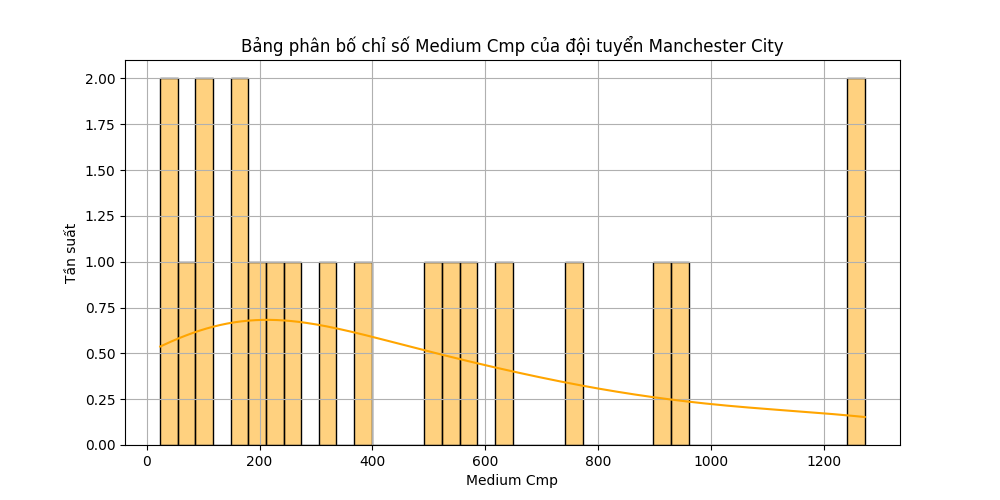 Bảng phân bố chỉ số Medium Cmp của đội tuyển Manchester City
Tần suất
2.00
1.75
1.50
1.25
1.00
0.75
0.50
0.25
0.00
0 200 400 600 800 1000 1200
Medium Cmp